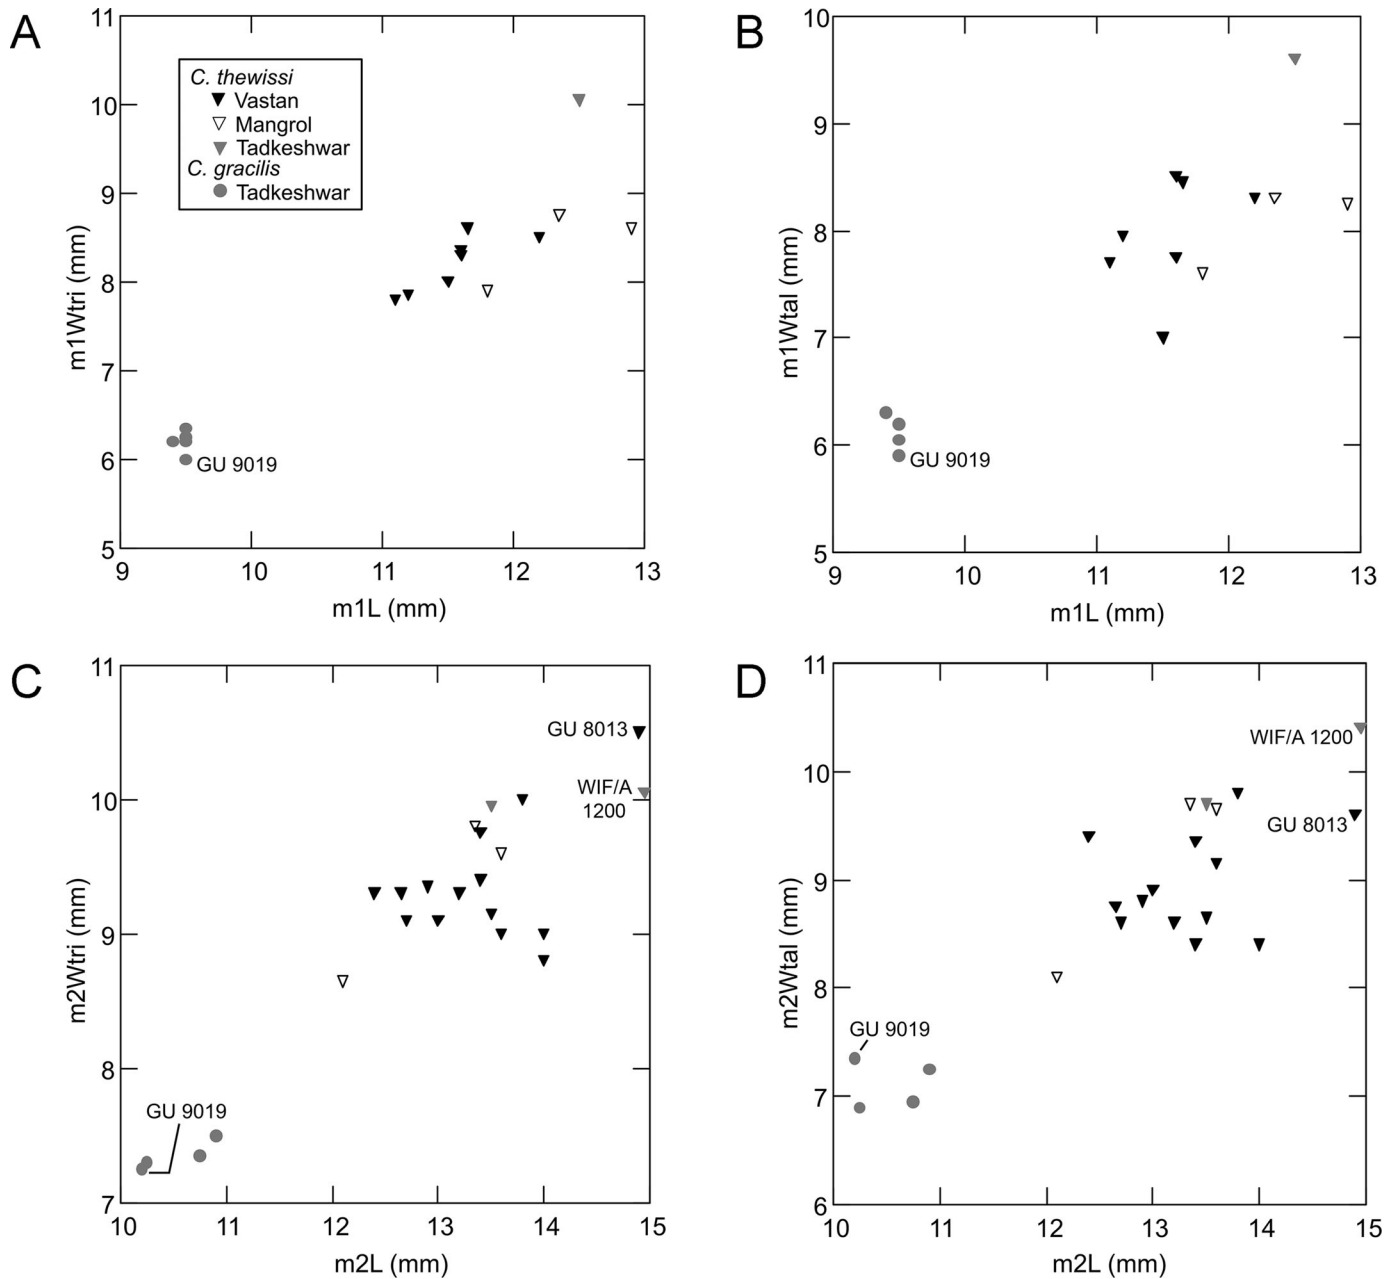 A
11
10
9
8
7
6
5
m1Wtri (mm)
C. thewissi
Vastan
Mangrol
Tadkeshwar
C. gracilis
Tadkeshwar
GU 9019
9 10 11 12 13
m1L (mm)
B
10
9
8
7
6
5
m1Wtal (mm)
GU 9019
9 10 11 12 13
m1L (mm)
C
11
10
9
8
7
m2Wtri (mm)
GU 8013
WIF/A
1200
GU 9019
10 11 12 13 14 15
m2L (mm)
D
11
10
9
8
7
6
m2Wtal (mm)
WIF/A 1200
GU 8013
GU 9019
10 11 12 13 14 15
m2L (mm)